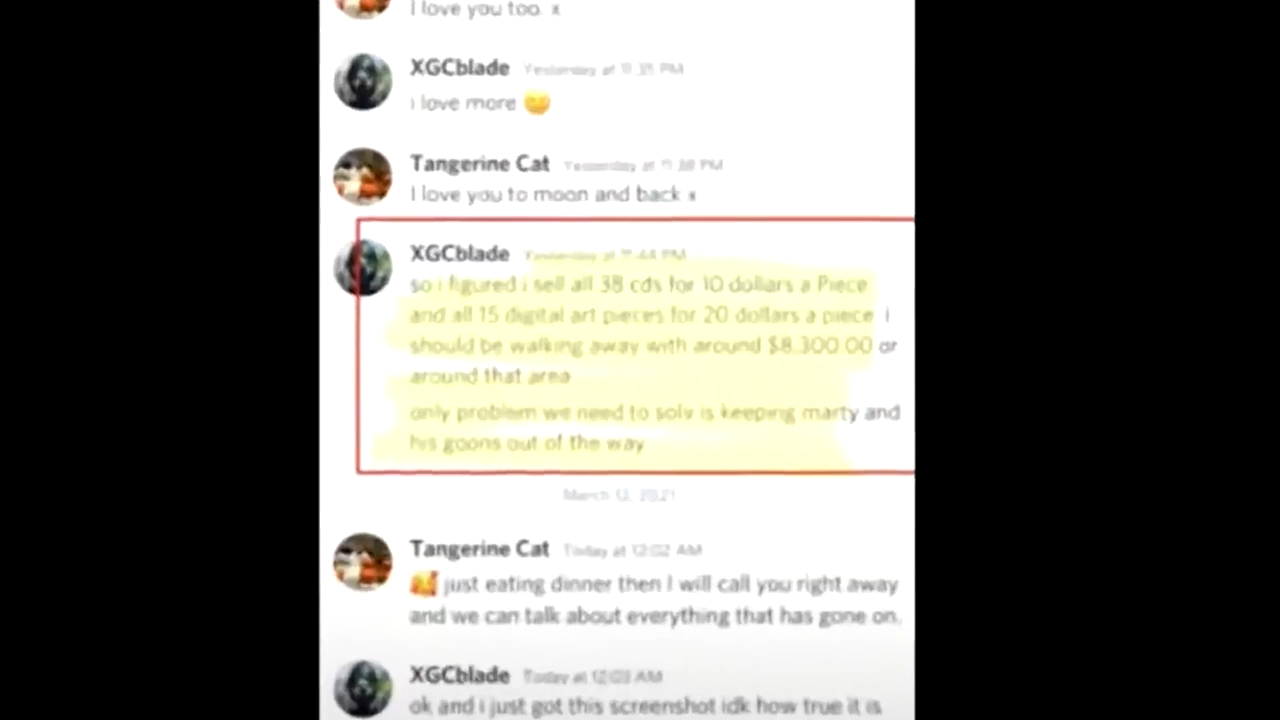 I love you too. x
XGCblade Yesterday at 11:35 PM
i love more
Tangerine Cat Yesterday at 11:38 PM
I love you to moon and back x
XGCblade Yesterday at 11:44 PM
so i figured i sell all 38 cds for 10 dollars a Piece
and all 15 digital art pieces for 20 dollars a piece i
should be walking away with around $8,300.00 or
around that area
only problem we need to solv is keeping marty and
his goons out of the way
March 12, 2021
Tangerine Cat Today at 12:02 AM
just eating dinner then I will call you right away
and we can talk about everything that has gone on.
XGCblade Today at 12:03 AM
ok and i just got this screenshot idk how true it is